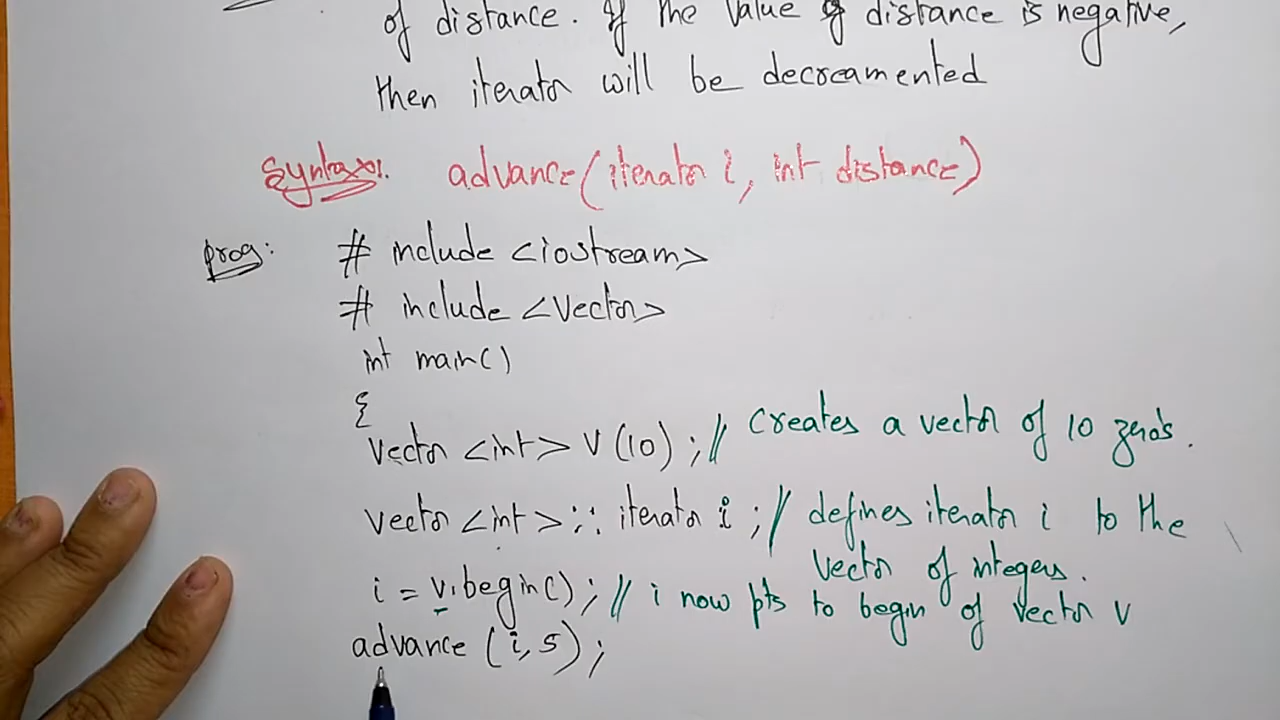 of distance. If the value of distance is negative,
then iterator will be decreamented
Syntax: advance(iterator i, int distance)
prog: # include <iostream>
# include <vector>
int main()
{
vector <int> v(10); // creates a vector of 10 zero's.
vector <int> :: iterator i; // defines iterator i to the
vector of integers.
i = v.begin(); // i now pts to begin of vector v
advance (i,5);